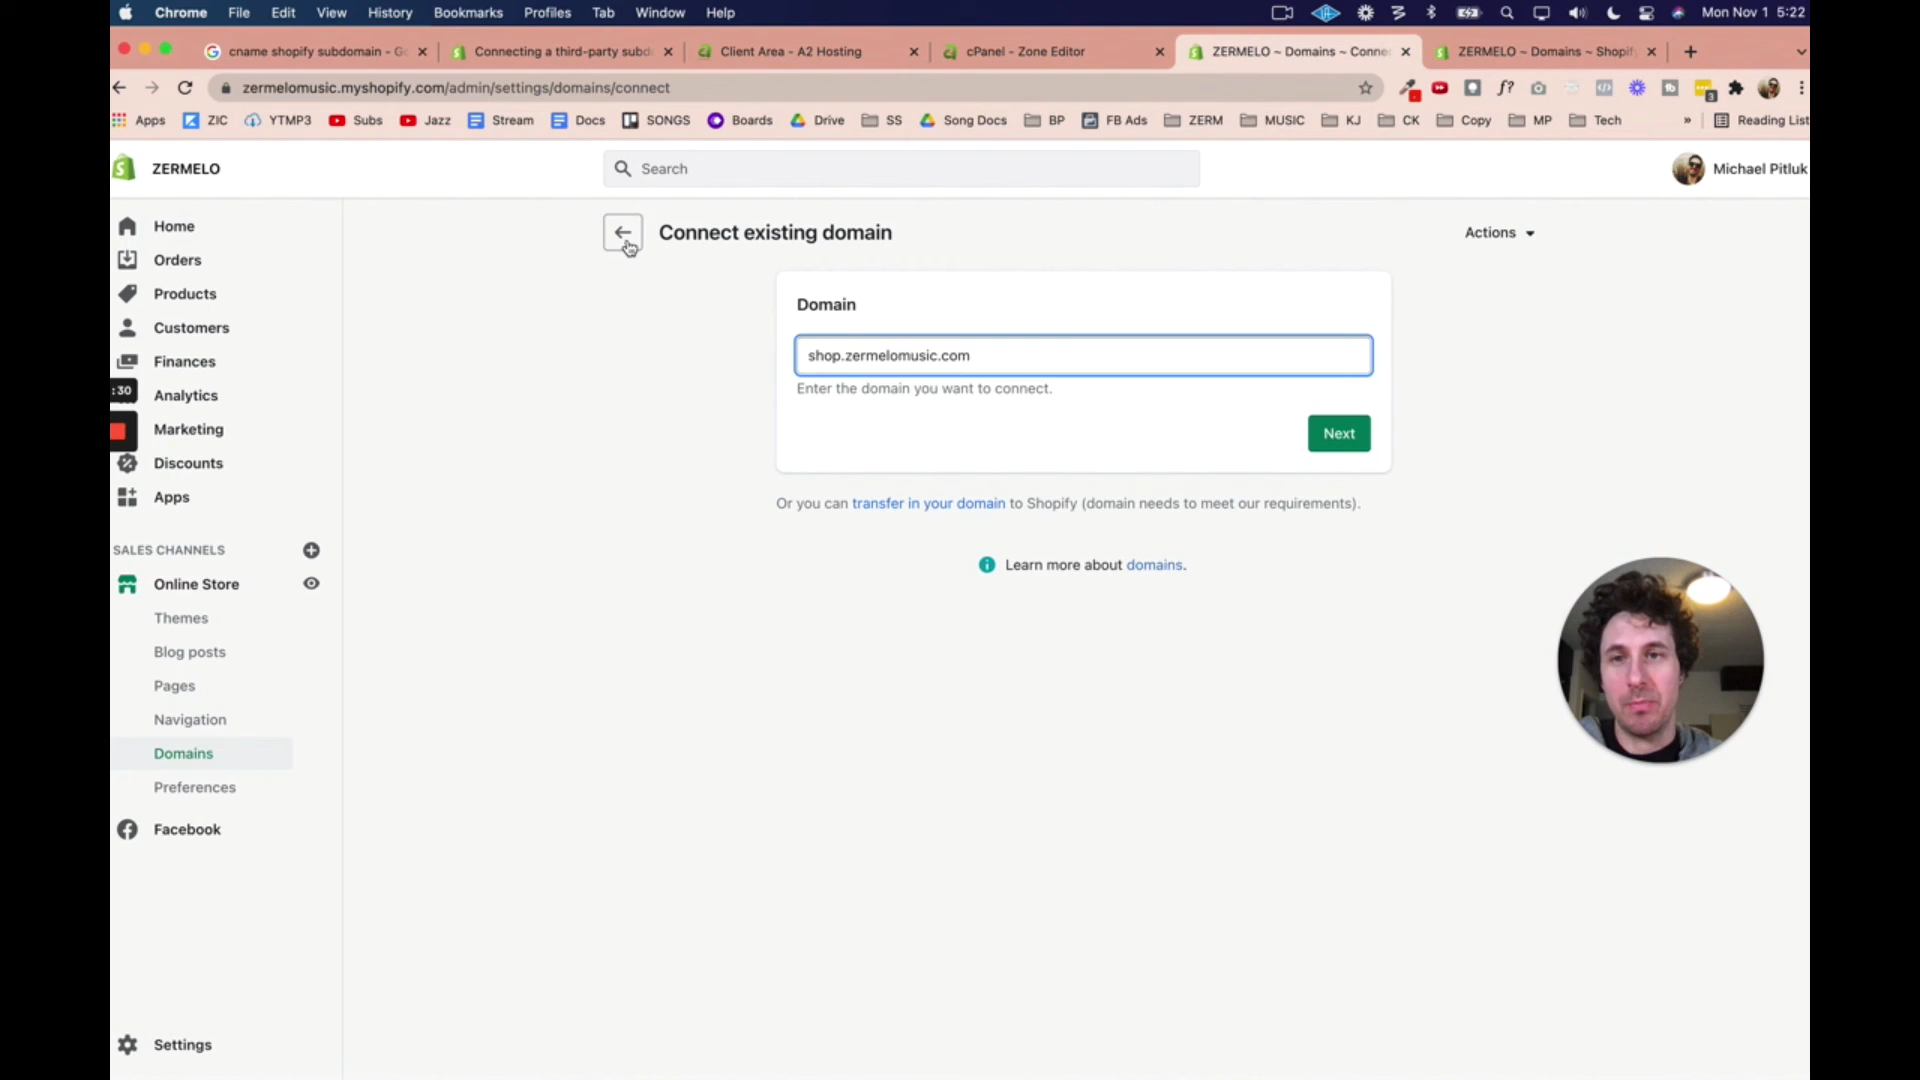 Chrome File Edit View History Bookmarks Profiles Tab Window Help Mon Nov 1 5:22
cname shopify subdomain - G Connecting a third-party subd Client Area - A2 Hosting cPanel - Zone Editor ZERMELO ~ Domains ~ Conne ZERMELO ~ Domains ~ Shopif
zermelomusic.myshopify.com/admin/settings/domains/connect f? 3
Apps ZIC YTMP3 Subs Jazz Stream Docs SONGS Boards Drive SS Song Docs BP FB Ads ZERM MUSIC KJ CK Copy MP Tech » Reading List
ZERMELO Search Michael Pitluk
Home
Orders
Products
Customers
Finances
:30
Analytics
Marketing
Discounts
Apps
SALES CHANNELS
Online Store
Themes
Blog posts
Pages
Navigation
Domains
Preferences
Facebook
Settings
Connect existing domain Actions
Domain
shop.zermelomusic.com
Enter the domain you want to connect.
Next
Or you can transfer in your domain to Shopify (domain needs to meet our requirements).
Learn more about domains.